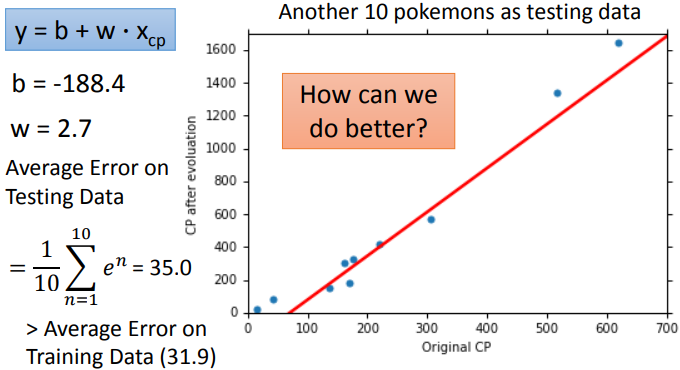 Another 10 pokemons as testing data
y = b + w · x_cp
b = -188.4
w = 2.7
Average Error on
Testing Data
= 1/10 ∑_{n=1}^{10} e^n = 35.0
> Average Error on
Training Data (31.9)
How can we
do better?
CP after evoluation
1600
1400
1200
1000
800
600
400
200
0
0 100 200 300 400 500 600 700
Original CP